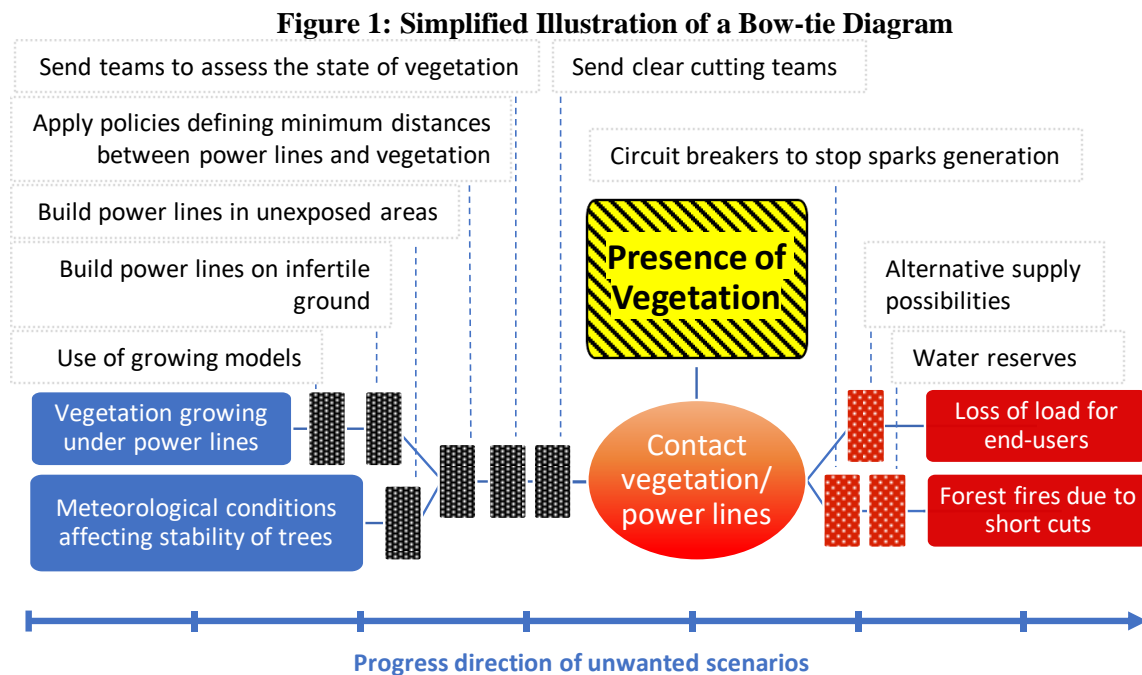 Figure 1: Simplified Illustration of a Bow-tie Diagram
Send teams to assess the state of vegetation
Send clear cutting teams
Apply policies defining minimum distances
between power lines and vegetation
Circuit breakers to stop sparks generation
Build power lines in unexposed areas
Presence of
Vegetation
Build power lines on infertile
ground
Alternative supply
possibilities
Use of growing models
Water reserves
Vegetation growing
under power lines
Contact
vegetation/
power lines
Loss of load for
end-users
Meteorological conditions
affecting stability of trees
Forest fires due to
short cuts
Progress direction of unwanted scenarios